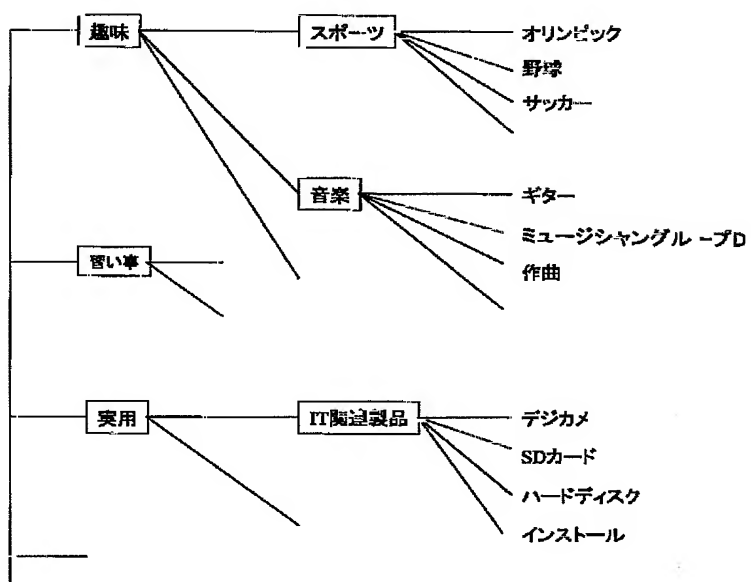 趣味
スポーツ
オリンピック
野球
サッカー
音楽
ギター
ミュージシャングループD
作曲
習い事
実用
IT関連製品
デジカメ
SDカード
ハードディスク
インストール